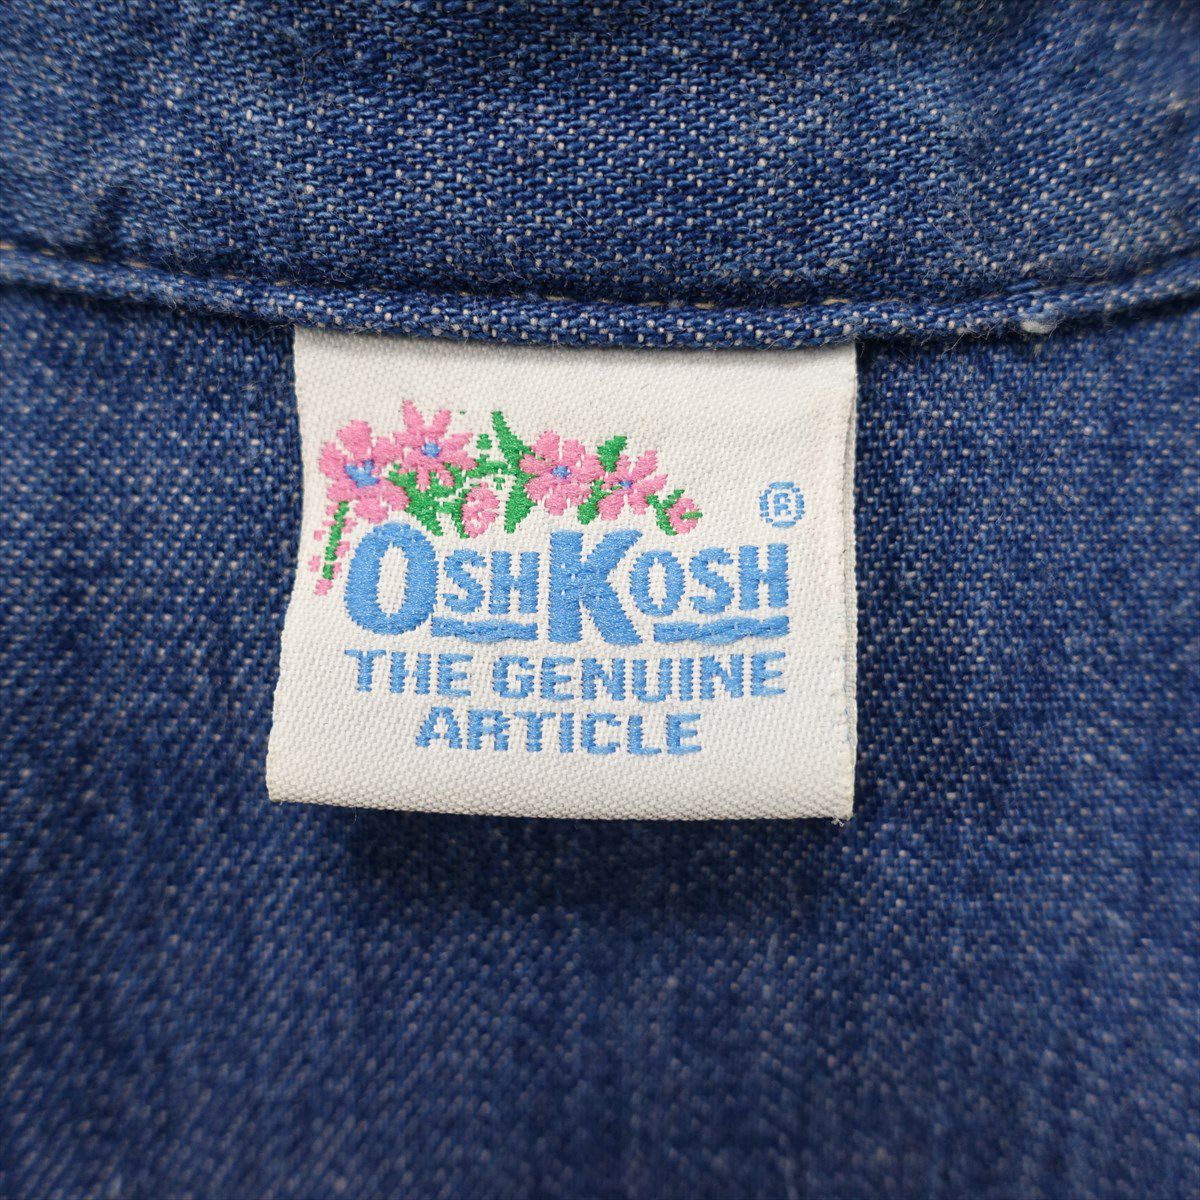 ®
OSHKOSH
THE GENUINE
ARTICLE